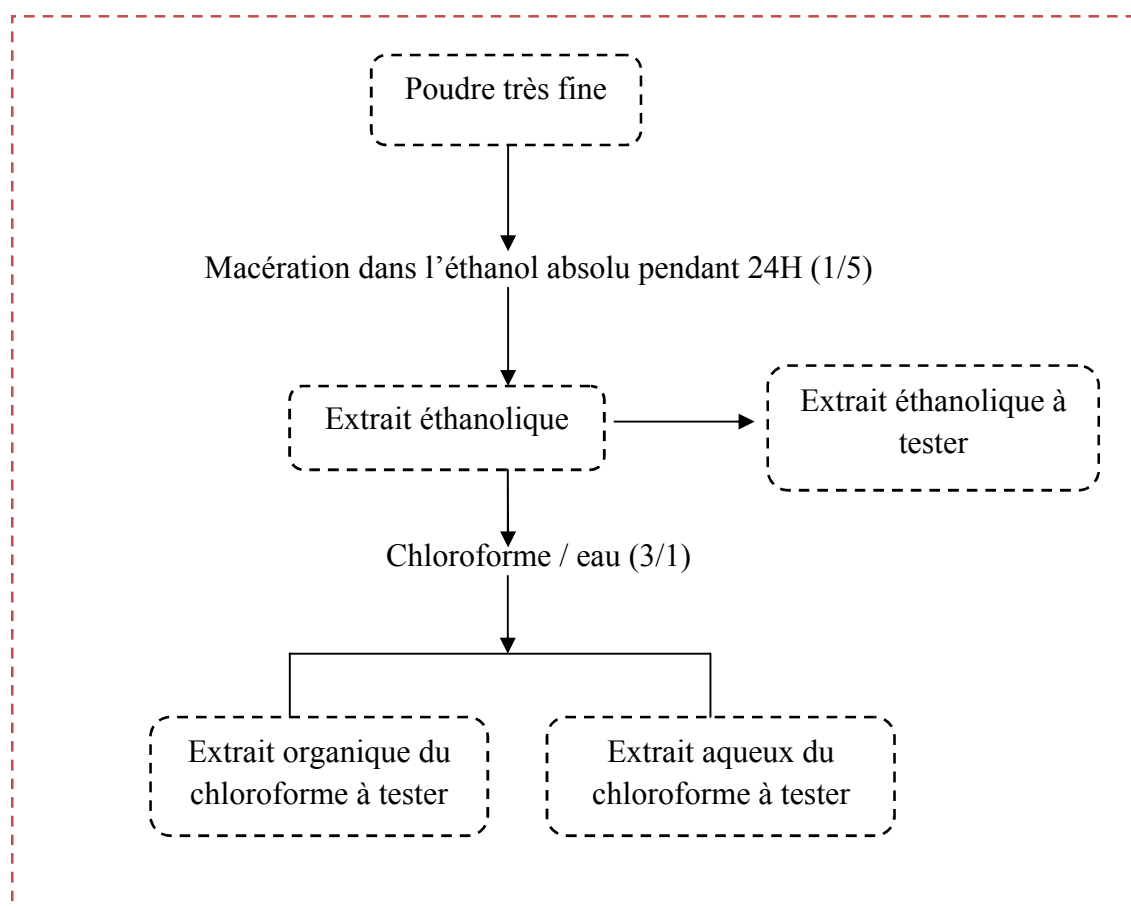 Poudre très fine
Macération dans l’éthanol absolu pendant 24H (1/5)
Extrait éthanolique
Extrait éthanolique à
tester
Chloroforme / eau (3/1)
Extrait organique du
chloroforme à tester
Extrait aqueux du
chloroforme à tester